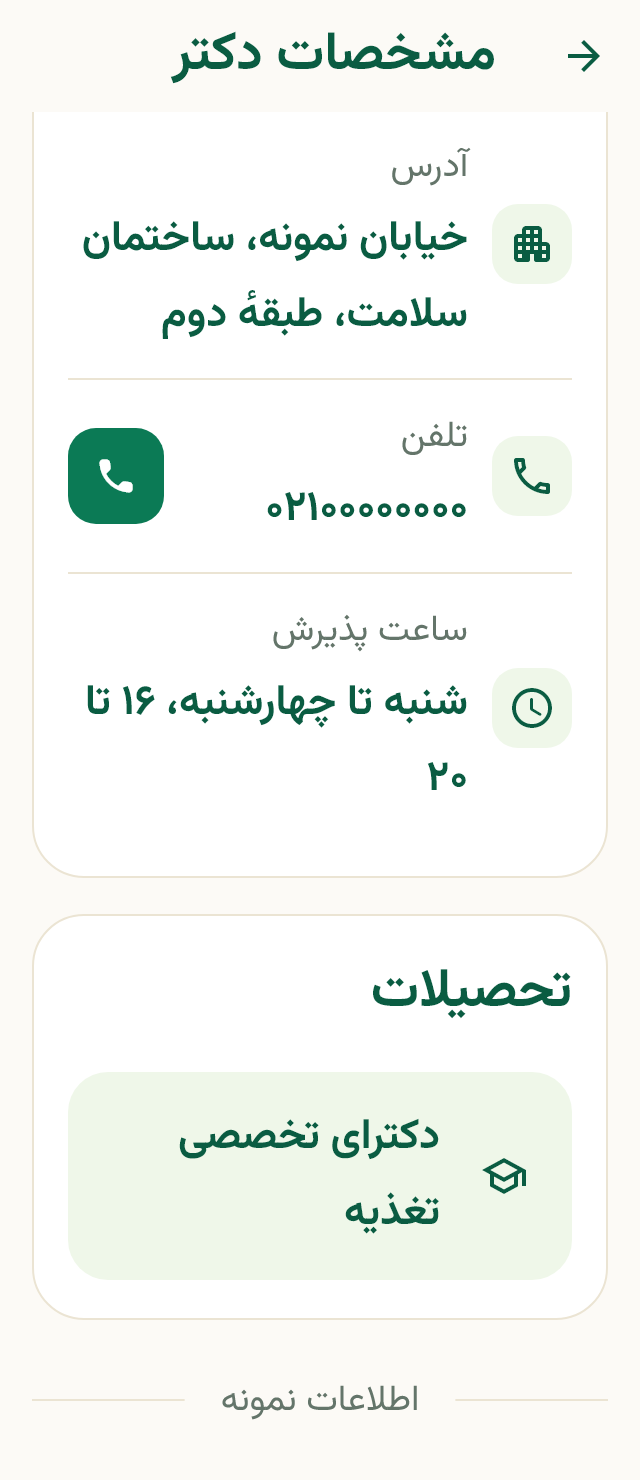 مشخصات دکتر
آدرس
خیابان نمونه، ساختمان
سلامت، طبقهٔ دوم
تلفن
۰۲۱۰۰۰۰۰۰۰۰
ساعت پذیرش
شنبه تا چهارشنبه، ۱۶ تا
۲۰
تحصیلات
دکترای تخصصی
تغذیه
اطلاعات نمونه